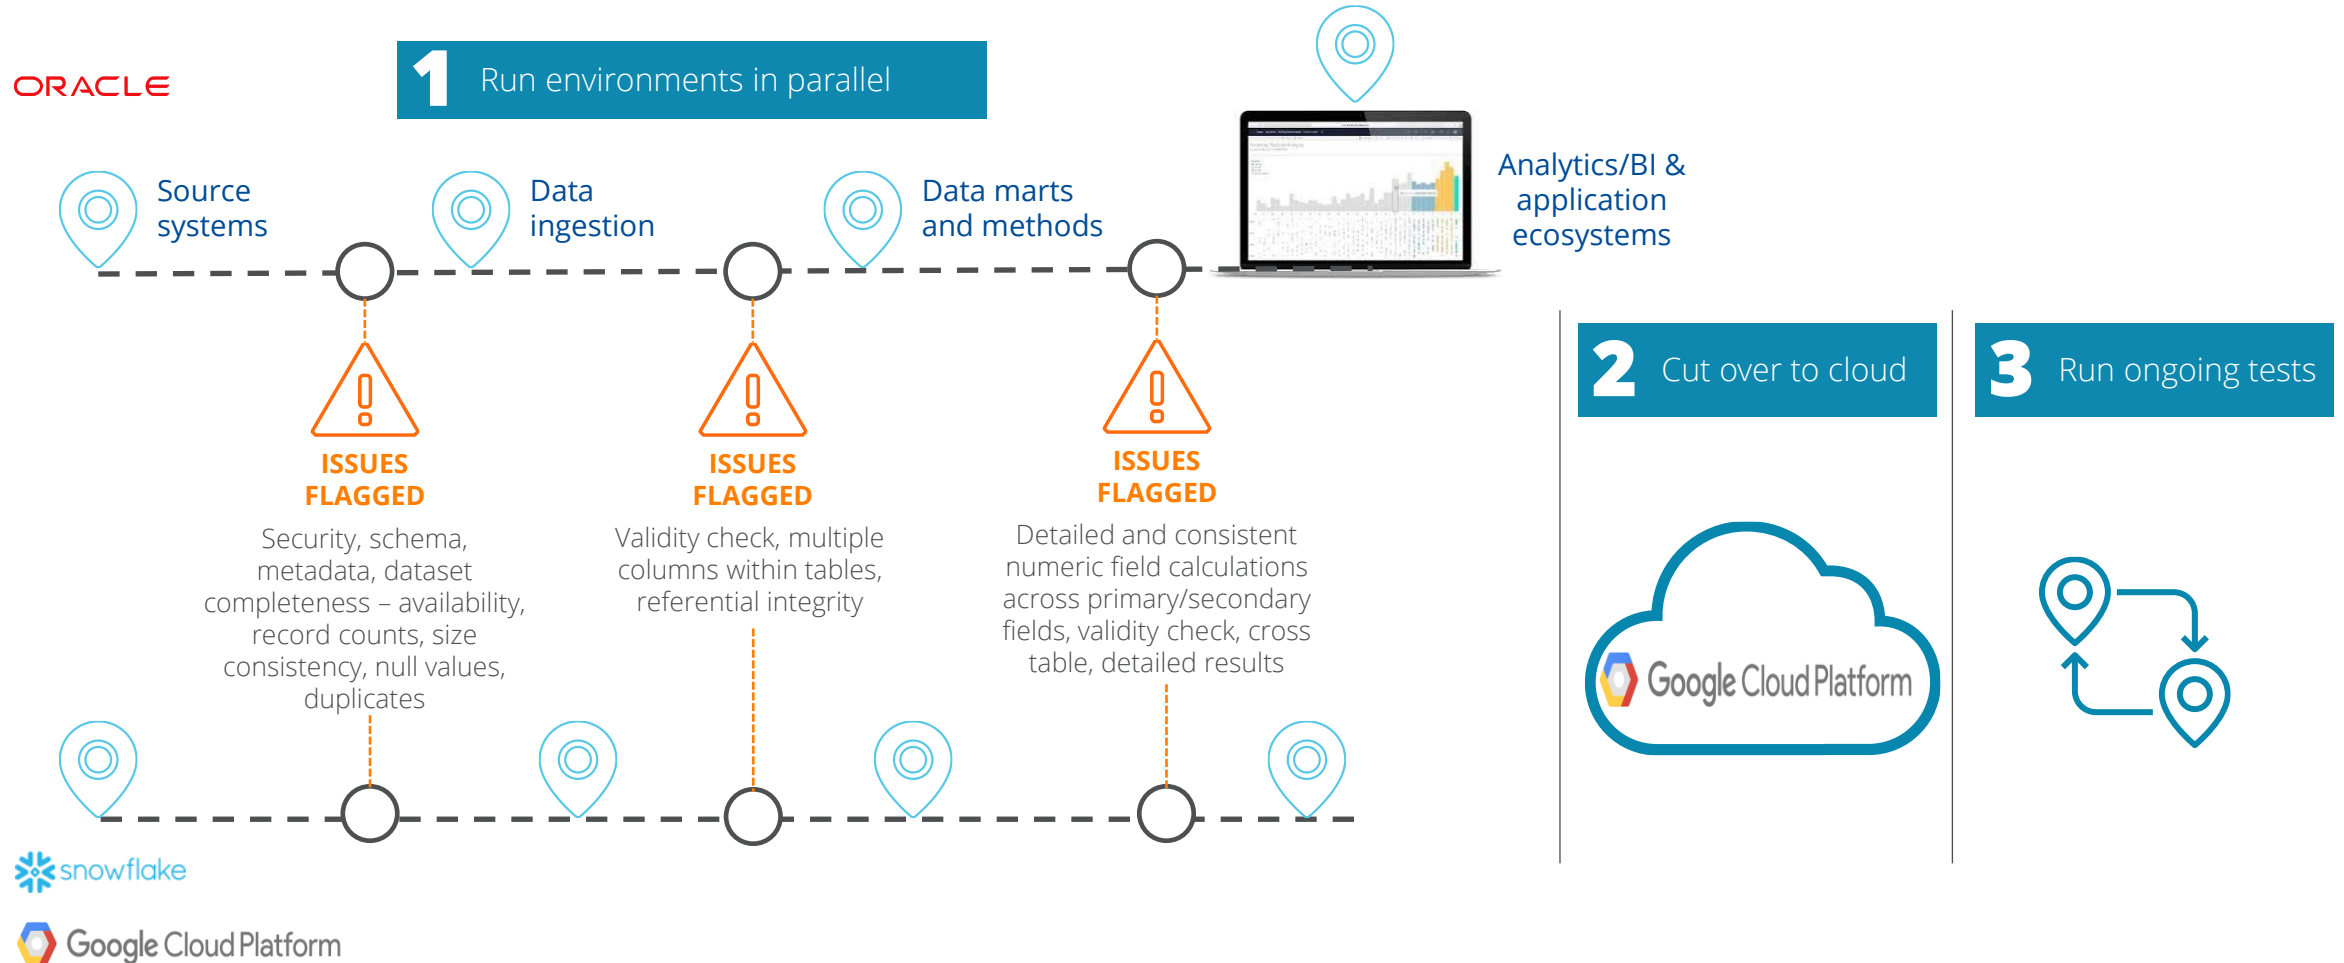 ORACLE
1 Run environments in parallel
Source
systems
Data
ingestion
Data marts
and methods
Analytics/BI &
application
ecosystems
ISSUES
FLAGGED
Security, schema,
metadata, dataset
completeness – availability,
record counts, size
consistency, null values,
duplicates
ISSUES
FLAGGED
Validity check, multiple
columns within tables,
referential integrity
ISSUES
FLAGGED
Detailed and consistent
numeric field calculations
across primary/secondary
fields, validity check, cross
table, detailed results
snowflake
Google Cloud Platform
2 Cut over to cloud
Google Cloud Platform
3 Run ongoing tests